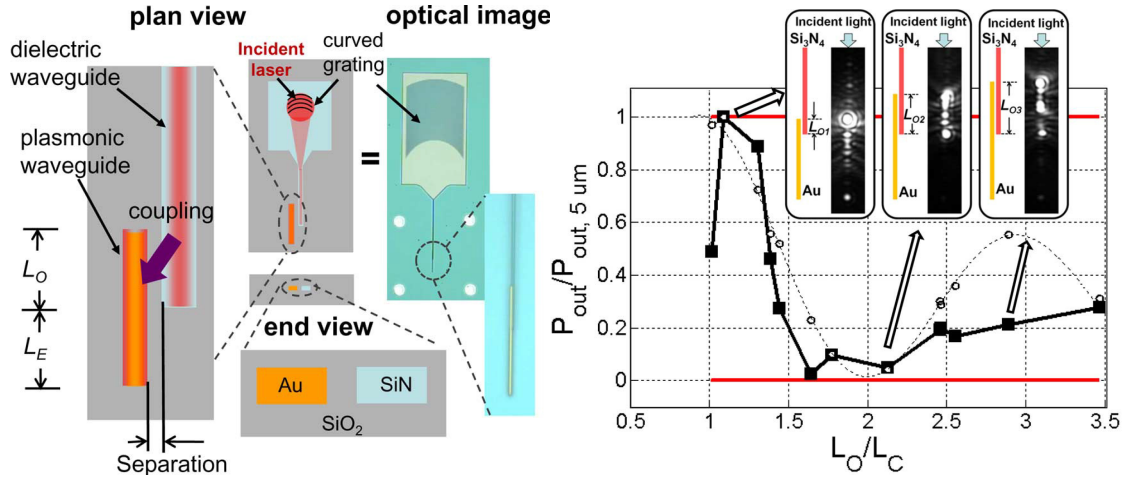 plan view
optical image
dielectric
waveguide
plasmonic
waveguide
coupling
L_O
L_E
Separation
Incident
laser
curved
grating
=
end view
Au
SiN
SiO2
Incident light
Si3N4
L_O1
Au
Incident light
Si3N4
L_O2
Au
Incident light
Si3N4
L_O3
Au
P_out/P_out, 5 um
1
0.8
0.6
0.4
0.2
0
0.5
1
1.5
2
2.5
3
3.5
L_O/L_C